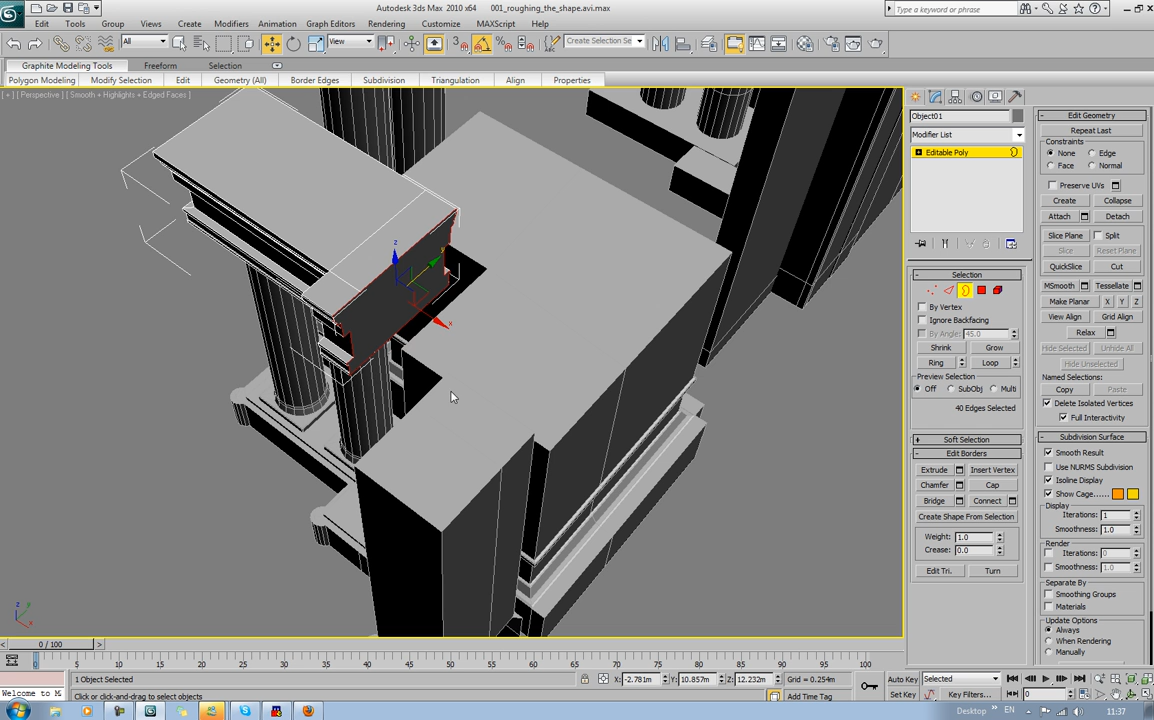 Autodesk 3ds Max 2010 x64 001_roughing_the_shape.avi.max
Type a keyword or phrase
Edit Tools Group Views Create Modifiers Animation Graph Editors Rendering Customize MAXScript Help
All View Create Selection Se
Graphite Modeling Tools Freeform Selection
Polygon Modeling Modify Selection Edit Geometry (All) Border Edges Subdivision Triangulation Align Properties
[ + ] [ Perspective ] [ Smooth + Highlights + Edged Faces ]
z
y
x
z
y
x
Object01
Modifier List
Editable Poly
Selection
By Vertex
Ignore Backfacing
By Angle: 45.0
Shrink Grow
Ring Loop
Preview Selection
Off SubObj Multi
40 Edges Selected
Soft Selection
Edit Borders
Extrude Insert Vertex
Chamfer Cap
Bridge Connect
Create Shape From Selection
Weight: 1.0
Crease: 0.0
Edit Tri. Turn
Edit Geometry
Repeat Last
Constraints
None Edge
Face Normal
Preserve UVs
Create Collapse
Attach Detach
Slice Plane Split
Slice Reset Plane
QuickSlice Cut
MSmooth Tessellate
Make Planar X Y Z
View Align Grid Align
Relax
Hide Selected Unhide All
Hide Unselected
Named Selections:
Copy Paste
Delete Isolated Vertices
Full Interactivity
Subdivision Surface
Smooth Result
Use NURMS Subdivision
Isoline Display
Show Cage......
Display
Iterations: 1
Smoothness: 1.0
Render
Iterations: 0
Smoothness: 1.0
Separate By
Smoothing Groups
Materials
Update Options
Always
When Rendering
Manually
0 / 100
0 5 10 15 20 25 30 35 40 45 50 55 60 65 70 75 80 85 90 95 100
1 Object Selected X: -2.781m Y: 10.857m Z: 12.232m Grid = 0.254m Auto Key Selected
Welcome to M Click or click-and-drag to select objects Add Time Tag Set Key Key Filters... 0
Desktop EN 11:37